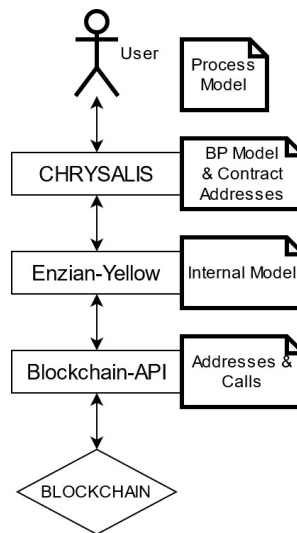 User
Process
Model
CHRYSALIS
BP Model
& Contract
Addresses
Enzian-Yellow
Internal Model
Blockchain-API
Addresses &
Calls
BLOCKCHAIN